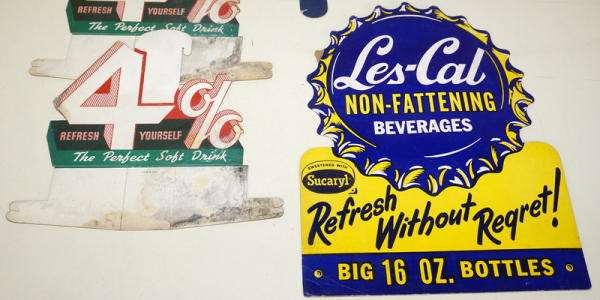 REFRESH YOURSELF %
The Perfect Soft Drink
41%
REFRESH YOURSELF
The Perfect Soft Drink
Les-Cal
NON-FATTENING
BEVERAGES
SWEETENED WITH
Sucaryl
Refresh
Without
Regret!
BIG 16 OZ. BOTTLES